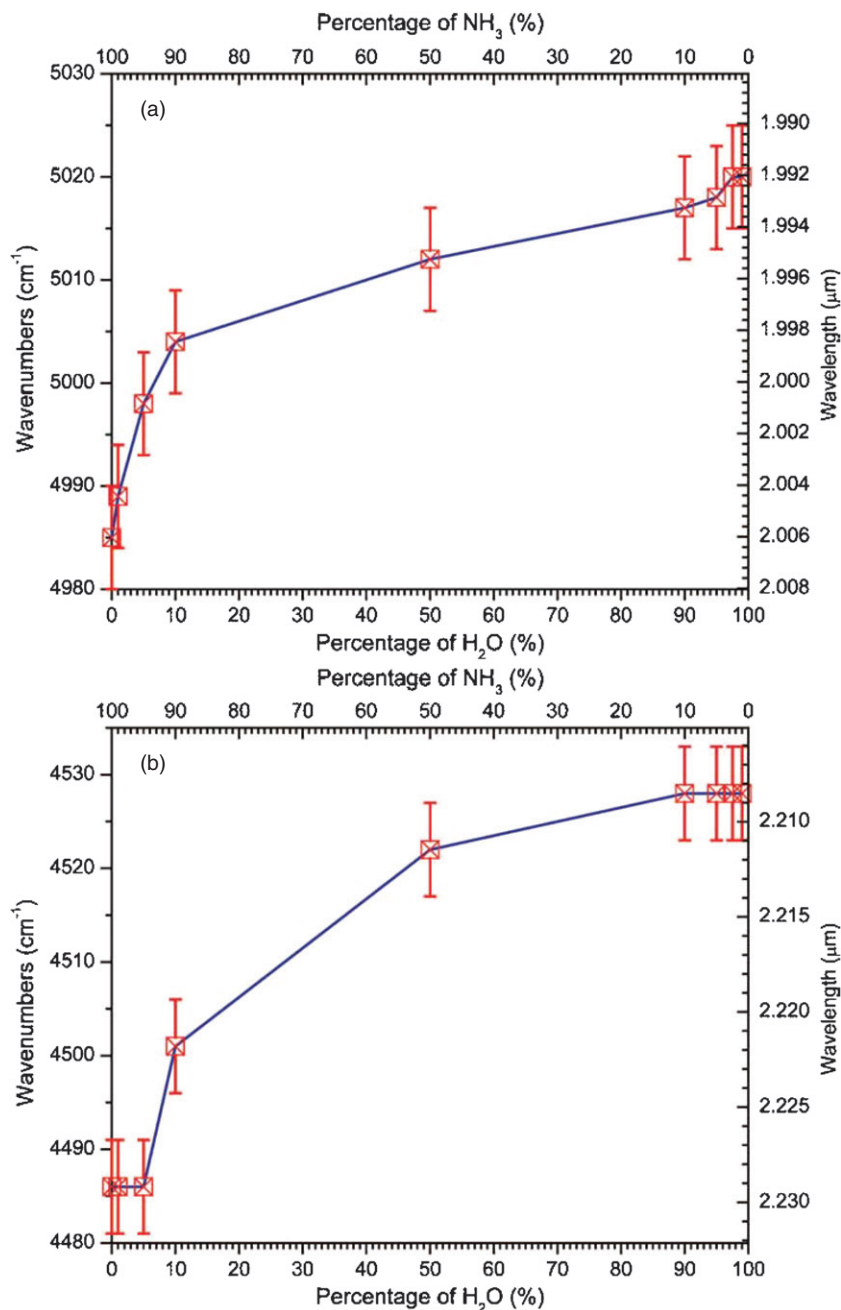 Percentage of NH3 (%)
100 90 80 70 60 50 40 30 20 10 0
(a)
5030
5020
5010
5000
4990
4980
Wavenumbers (cm-1)
1.990
1.992
1.994
1.996
1.998
2.000
2.002
2.004
2.006
2.008
Wavelength (μm)
0 10 20 30 40 50 60 70 80 90 100
Percentage of H2O (%)
Percentage of NH3 (%)
100 90 80 70 60 50 40 30 20 10 0
(b)
4530
4520
4510
4500
4490
4480
Wavenumbers (cm-1)
2.210
2.215
2.220
2.225
2.230
Wavelength (μm)
0 10 20 30 40 50 60 70 80 90 100
Percentage of H2O (%)